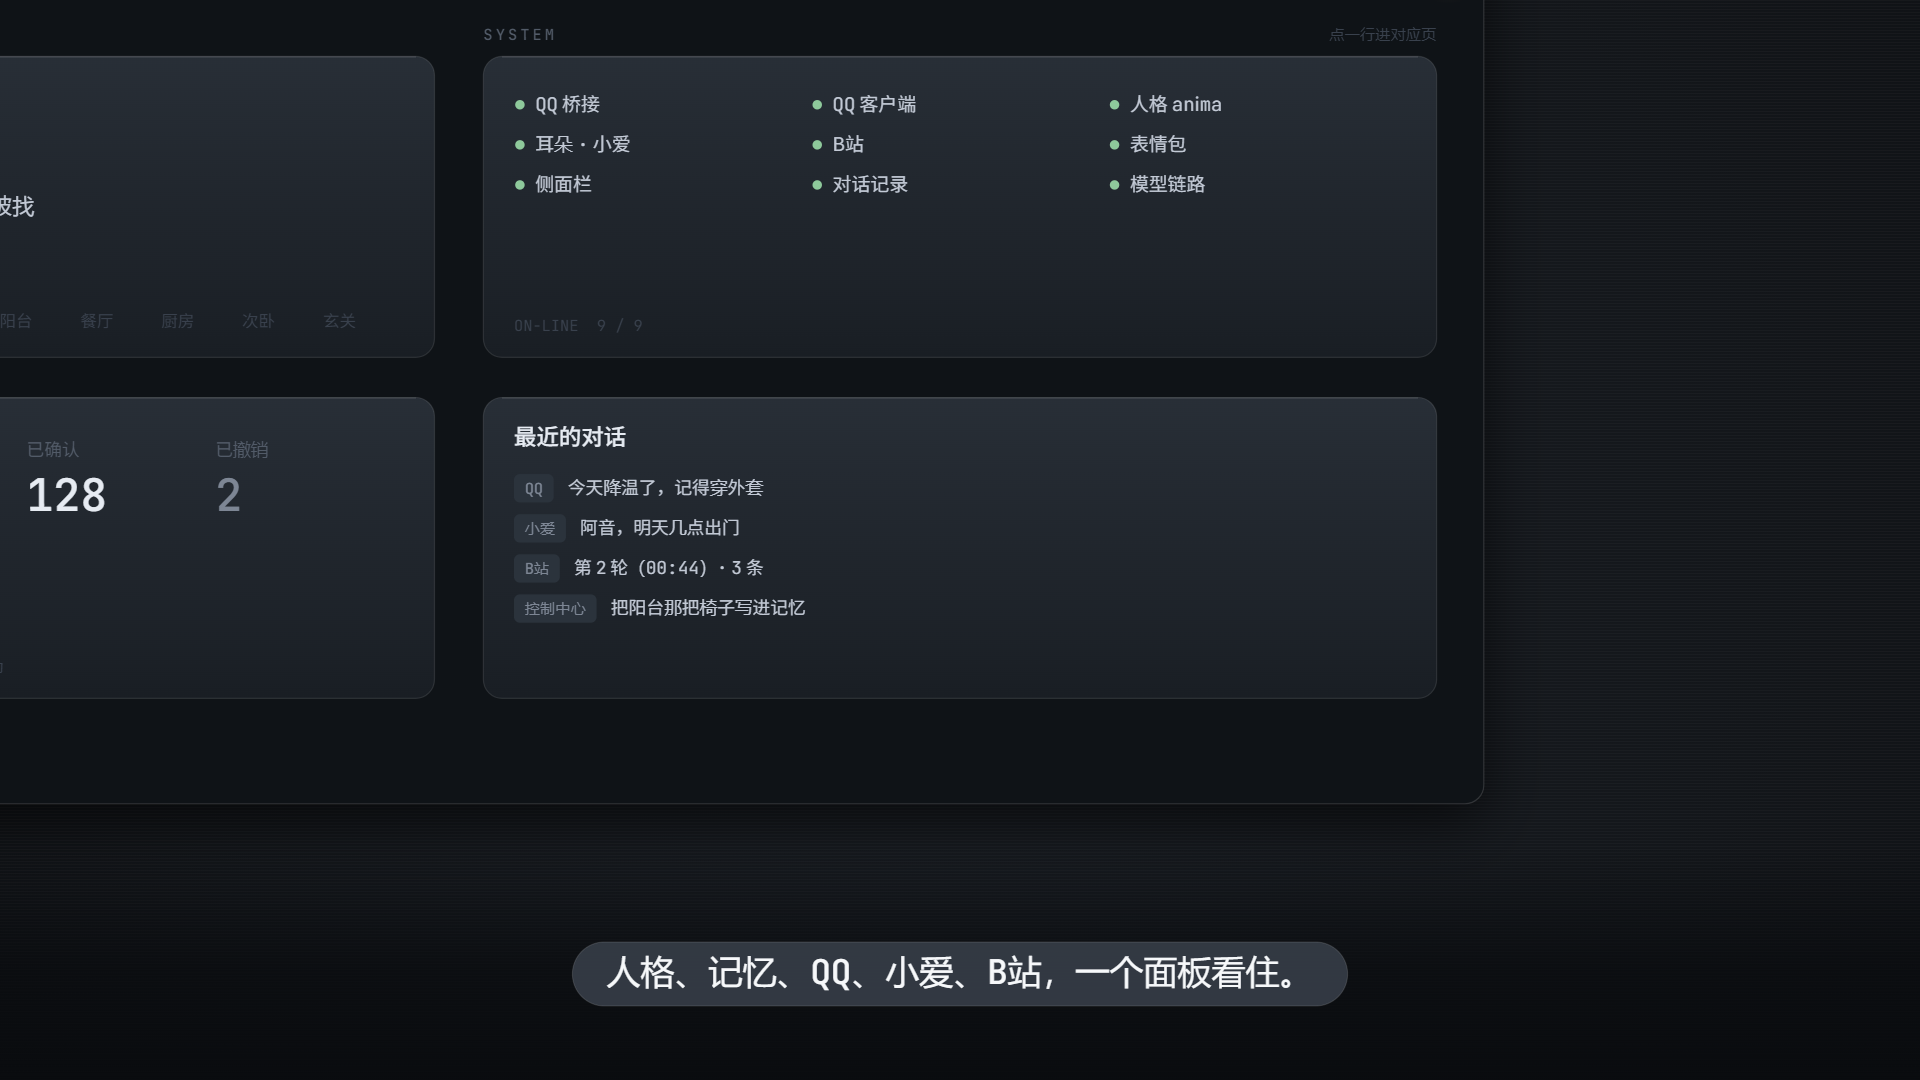 SYSTEM
点一行进对应页
QQ 桥接
QQ 客户端
人格 anima
耳朵·小爱
B站
表情包
侧面栏
对话记录
模型链路
ON-LINE 9 / 9
被找
阳台 餐厅 厨房 次卧 玄关
已确认
128
已撤销
2
最近的对话
QQ 今天降温了，记得穿外套
小爱 阿音，明天几点出门
B站 第 2 轮（00:44）· 3 条
控制中心 把阳台那把椅子写进记忆
人格、记忆、QQ、小爱、B站，一个面板看住。